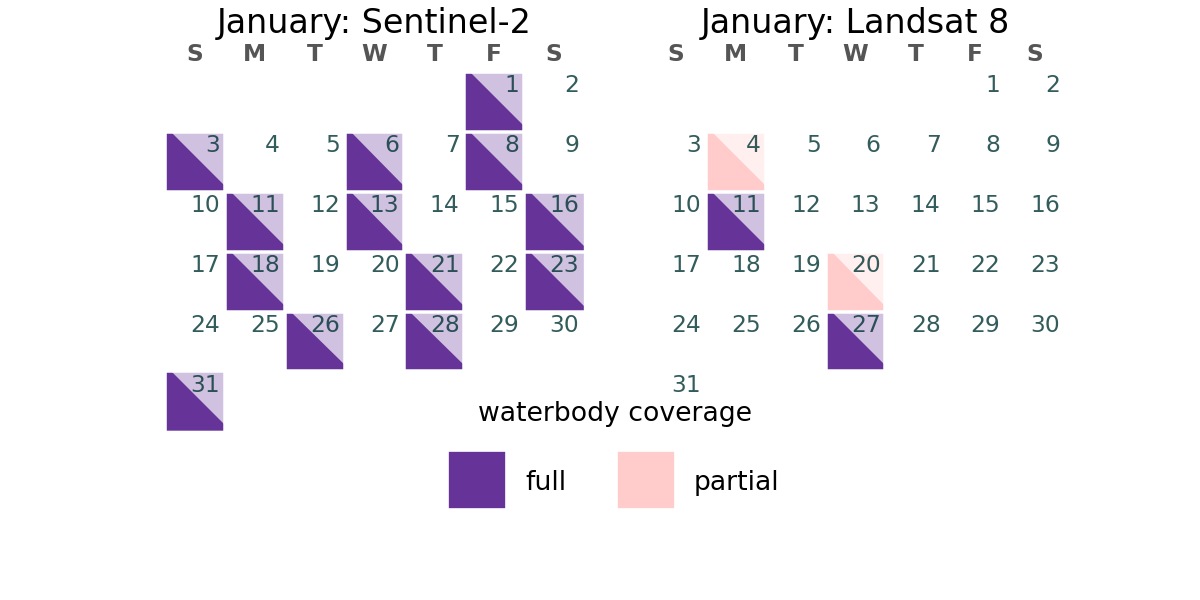 January: Sentinel-2
S M T W T F S
1 2
3 4 5 6 7 8 9
10 11 12 13 14 15 16
17 18 19 20 21 22 23
24 25 26 27 28 29 30
31
January: Landsat 8
S M T W T F S
1 2
3 4 5 6 7 8 9
10 11 12 13 14 15 16
17 18 19 20 21 22 23
24 25 26 27 28 29 30
31
waterbody coverage
full partial